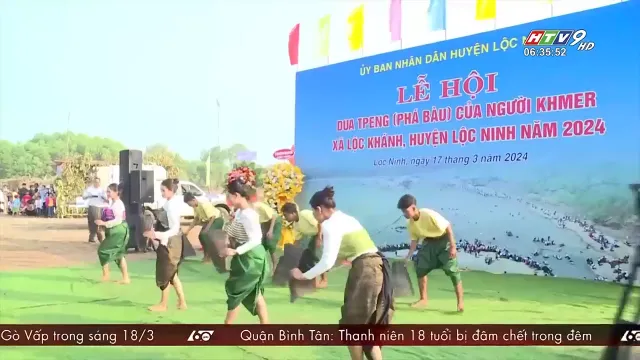 HTV9 HD
06:35:52
ỦY BAN NHÂN DÂN HUYỆN LỘC
LỄ HỘI
DUA TPENG (PHÁ BÀU) CỦA NGƯỜI KHMER
XÃ LỘC KHÁNH, HUYỆN LỘC NINH NĂM 2024
Lộc Ninh, ngày 17 tháng 3 năm 2024
Gò Vấp trong sáng 18/3 60 Quận Bình Tân: Thanh niên 18 tuổi bị đâm chết trong đêm